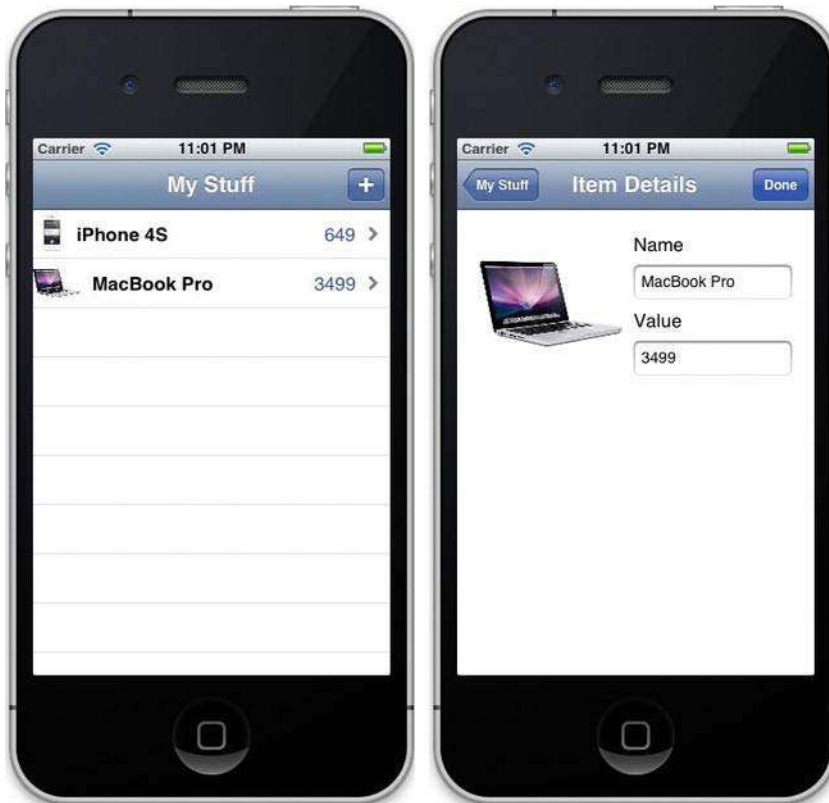 Carrier 11:01 PM
My Stuff +
iPhone 4S 649 >
MacBook Pro 3499 >
Carrier 11:01 PM
My Stuff Item Details Done
Name
MacBook Pro
Value
3499